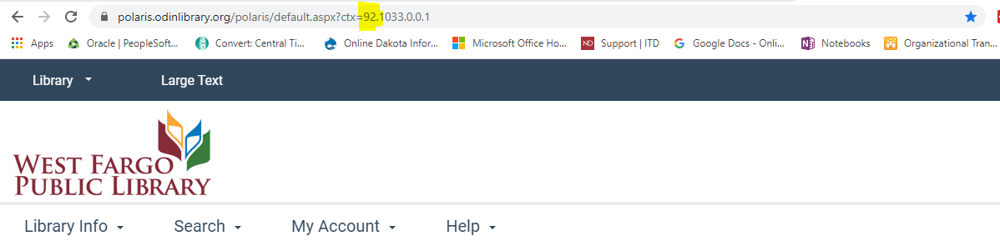 polaris.odinlibrary.org/polaris/default.aspx?ctx=92.1033.0.0.1
Apps Oracle | PeopleSoft... Convert: Central Ti... Online Dakota Infor... Microsoft Office Ho... ND Support | ITD G Google Docs - Onli... N Notebooks Organizational Tran...
Library Large Text
WEST FARGO
PUBLIC LIBRARY
Library Info Search My Account Help